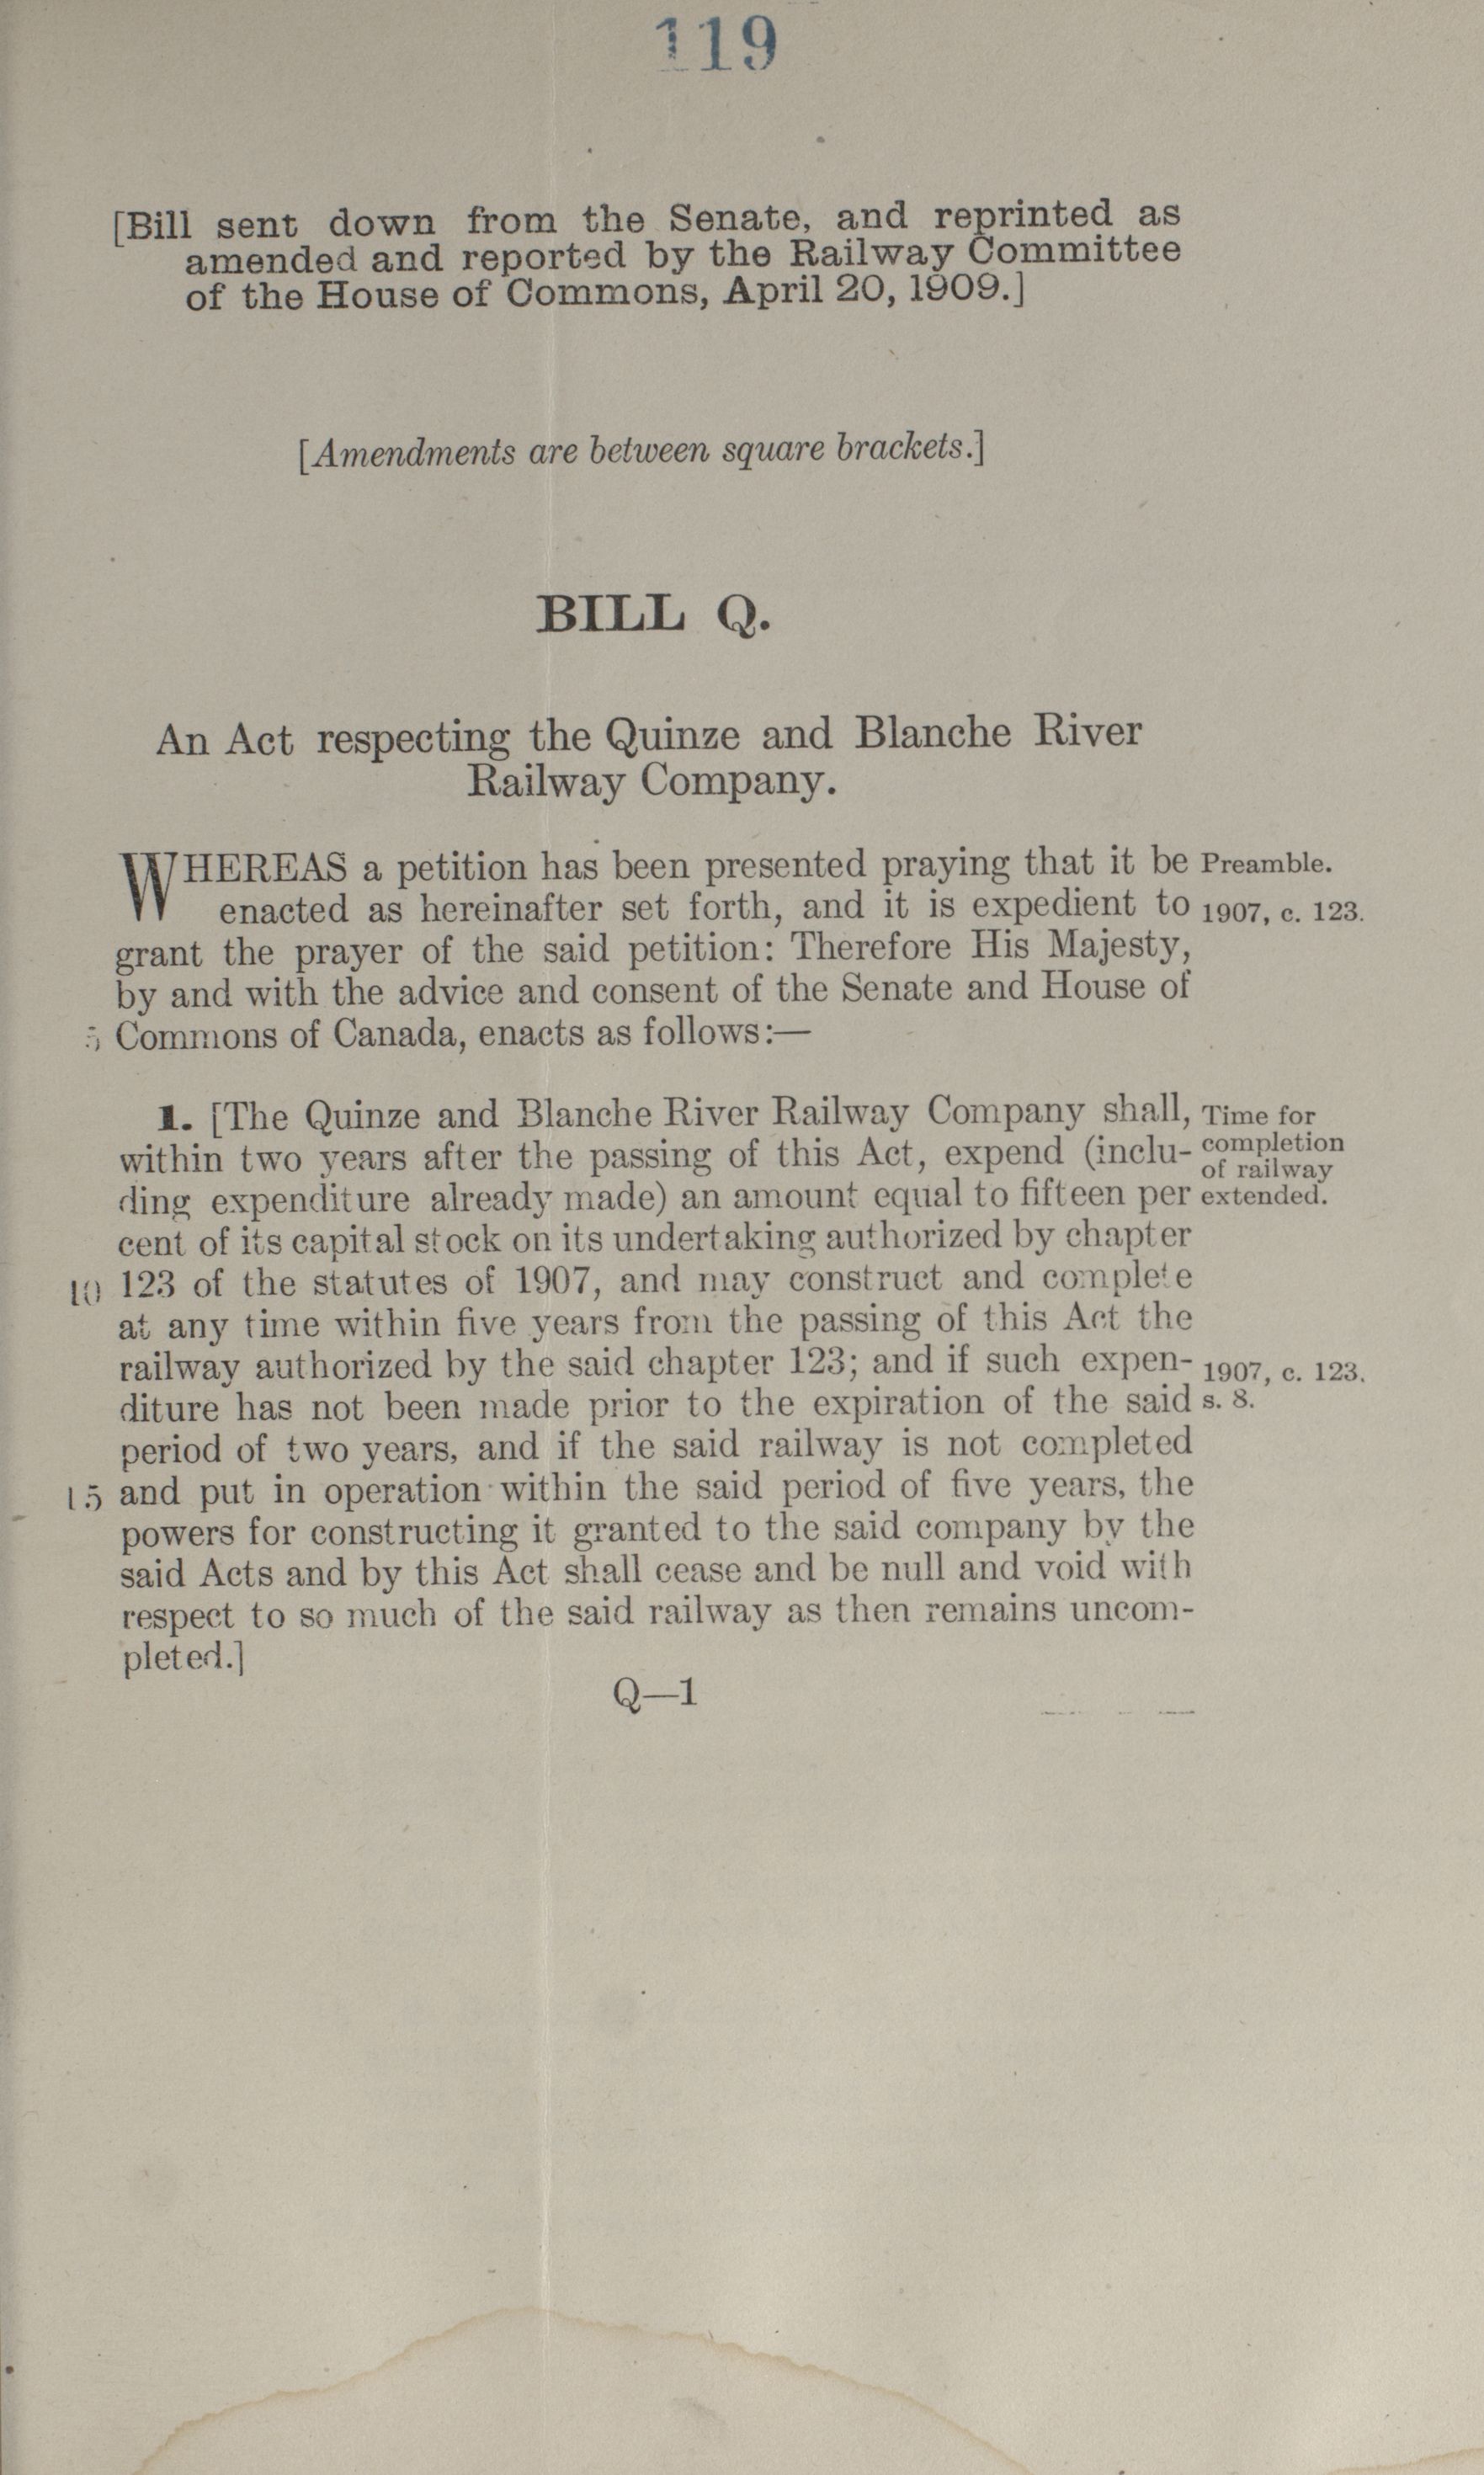 119
[Bill sent down from the Senate, and reprinted as
amended and reported by the Railway Committee
of the House of Commons, April 20, 1909.]
[Amendments are between square brackets.]
BILL Q.
An Act respecting the Quinze and Blanche River
Railway Company.
WHEREAS a petition has been presented praying that it be Preamble.
enacted as hereinafter set forth, and it is expedient to 1907, c. 123.
grant the prayer of the said petition: Therefore His Majesty,
by and with the advice and consent of the Senate and House of
5 Commons of Canada, enacts as follows:—
1. [The Quinze and Blanche River Railway Company shall, Time for
within two years after the passing of this Act, expend (inclu- completion
of railway
ding expenditure already made) an amount equal to fifteen per extended.
cent of its capital stock on its undertaking authorized by chapter
10 123 of the statutes of 1907, and may construct and complete
at any time within five years from the passing of this Act the
railway authorized by the said chapter 123; and if such expen- 1907, c. 123.
diture has not been made prior to the expiration of the said s. 8.
period of two years, and if the said railway is not completed
15 and put in operation within the said period of five years, the
powers for constructing it granted to the said company by the
said Acts and by this Act shall cease and be null and void with
respect to so much of the said railway as then remains uncom-
pleted.]
Q—1